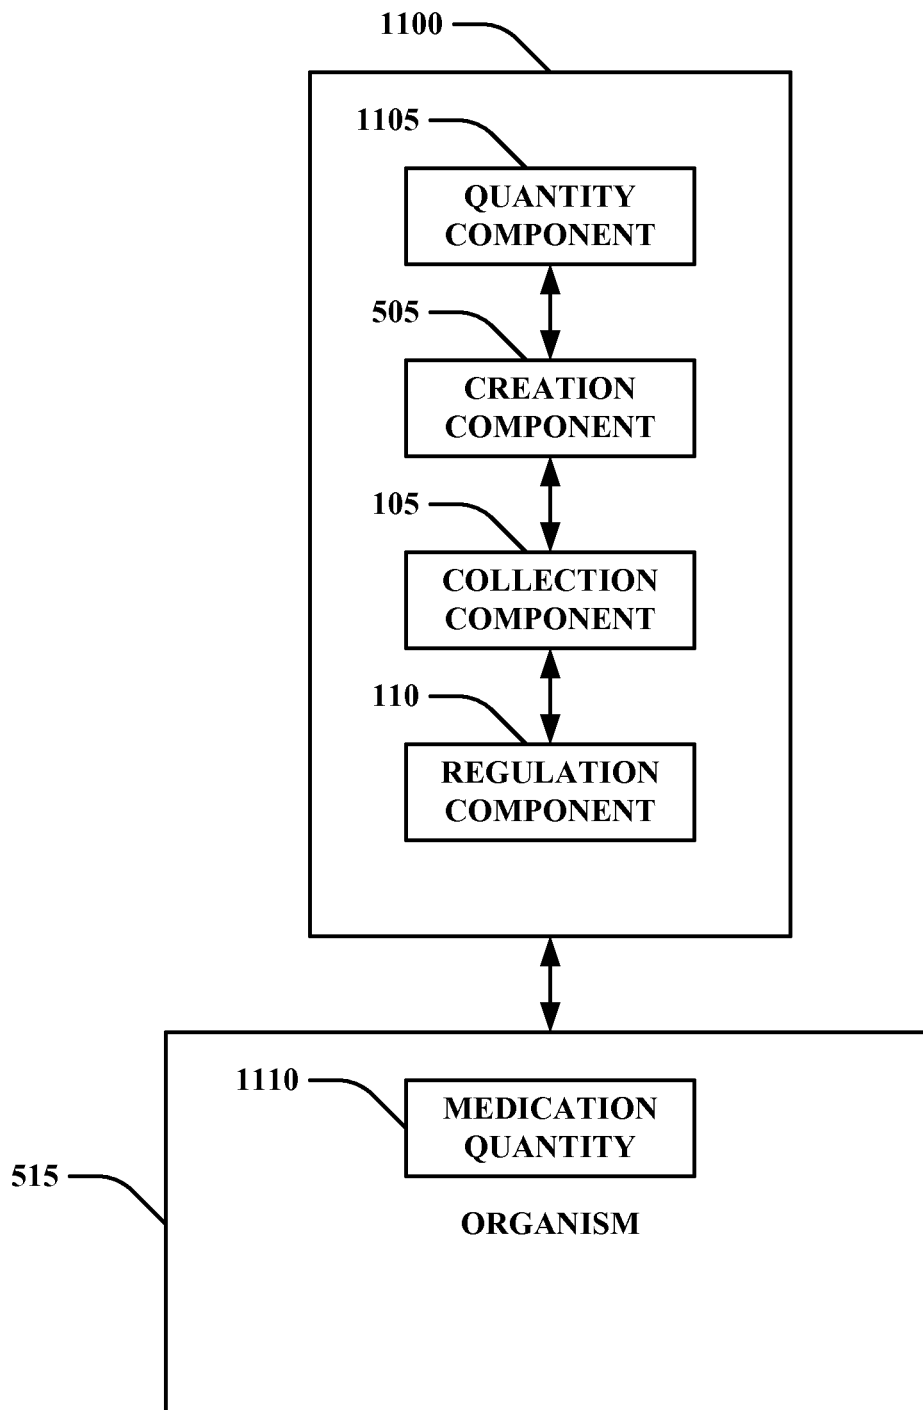 1100
1105
QUANTITY
COMPONENT
505
CREATION
COMPONENT
105
COLLECTION
COMPONENT
110
REGULATION
COMPONENT
1110
MEDICATION
QUANTITY
515
ORGANISM